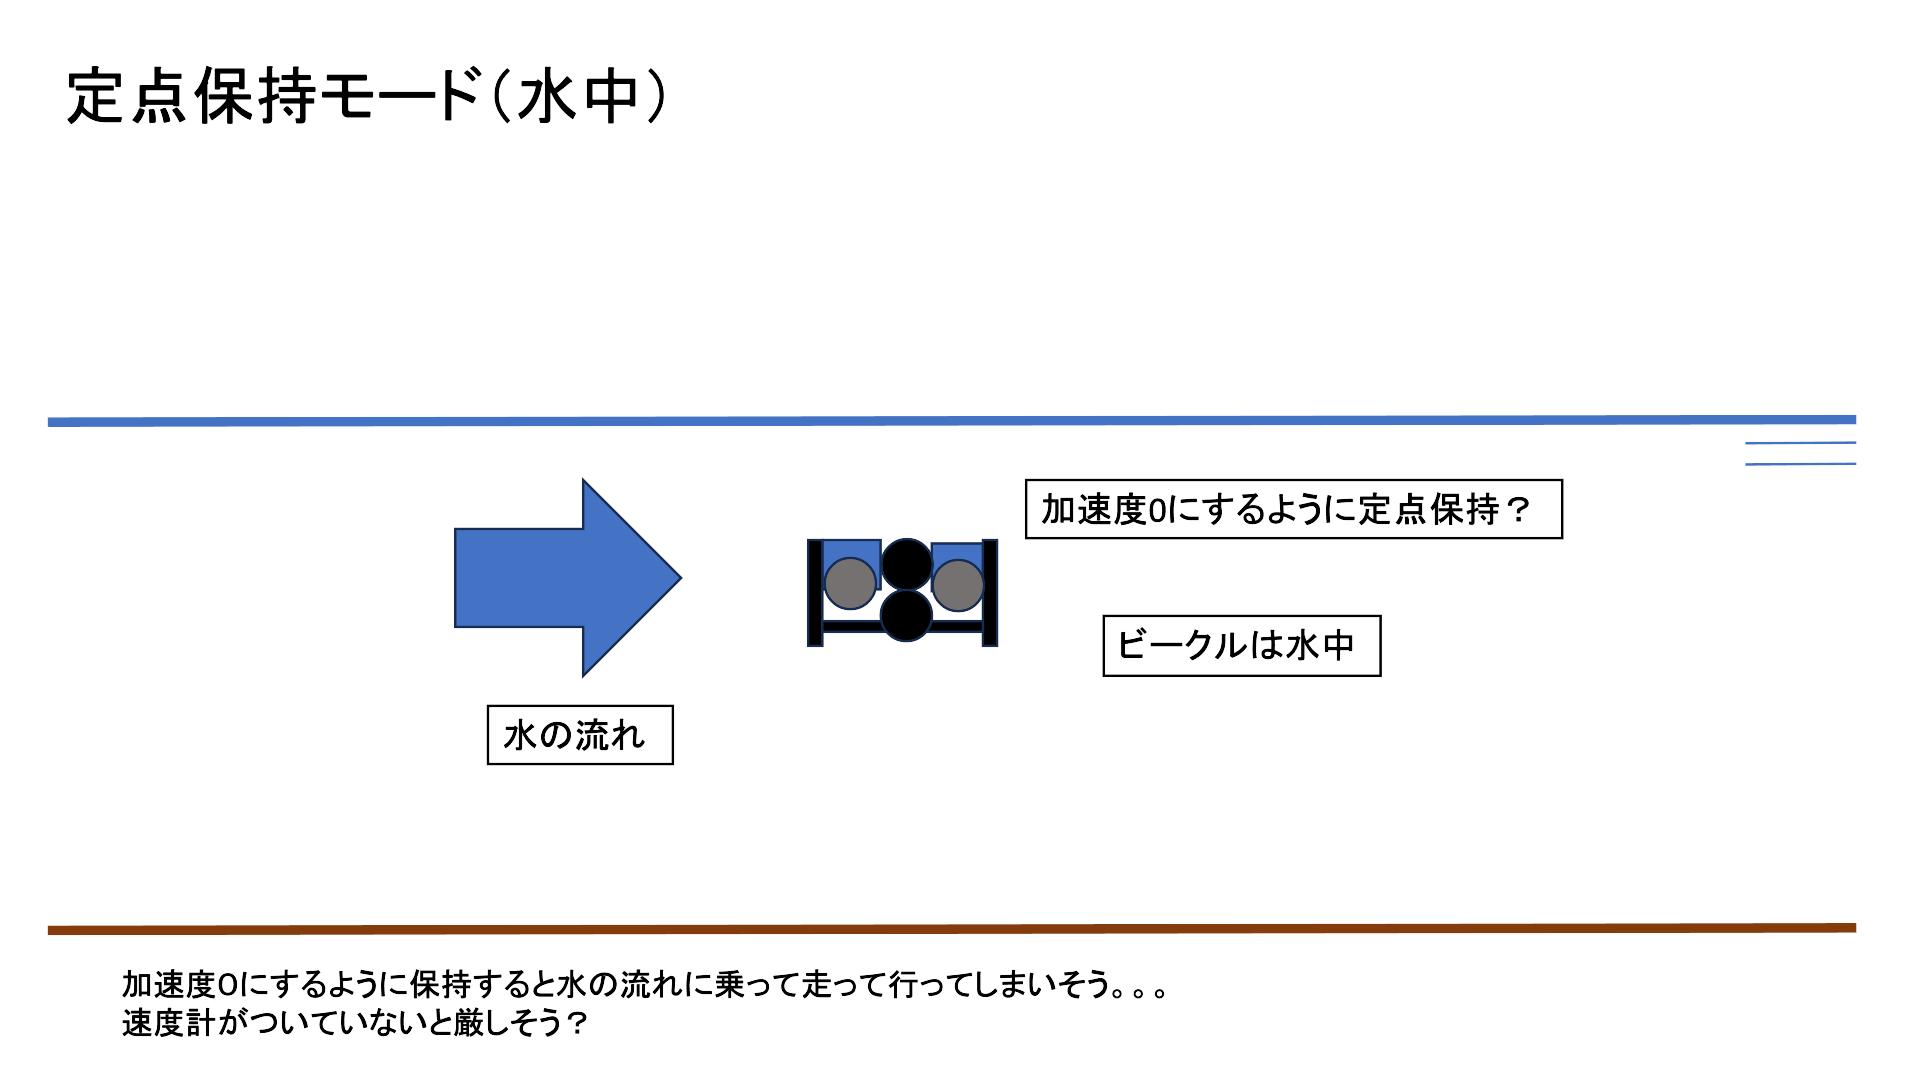 定点保持モード（水中）
加速度0にするように定点保持？
ビークルは水中
水の流れ
加速度0にするように保持すると水の流れに乗って走って行ってしまいそう。。。
速度計がついていないと厳しそう？